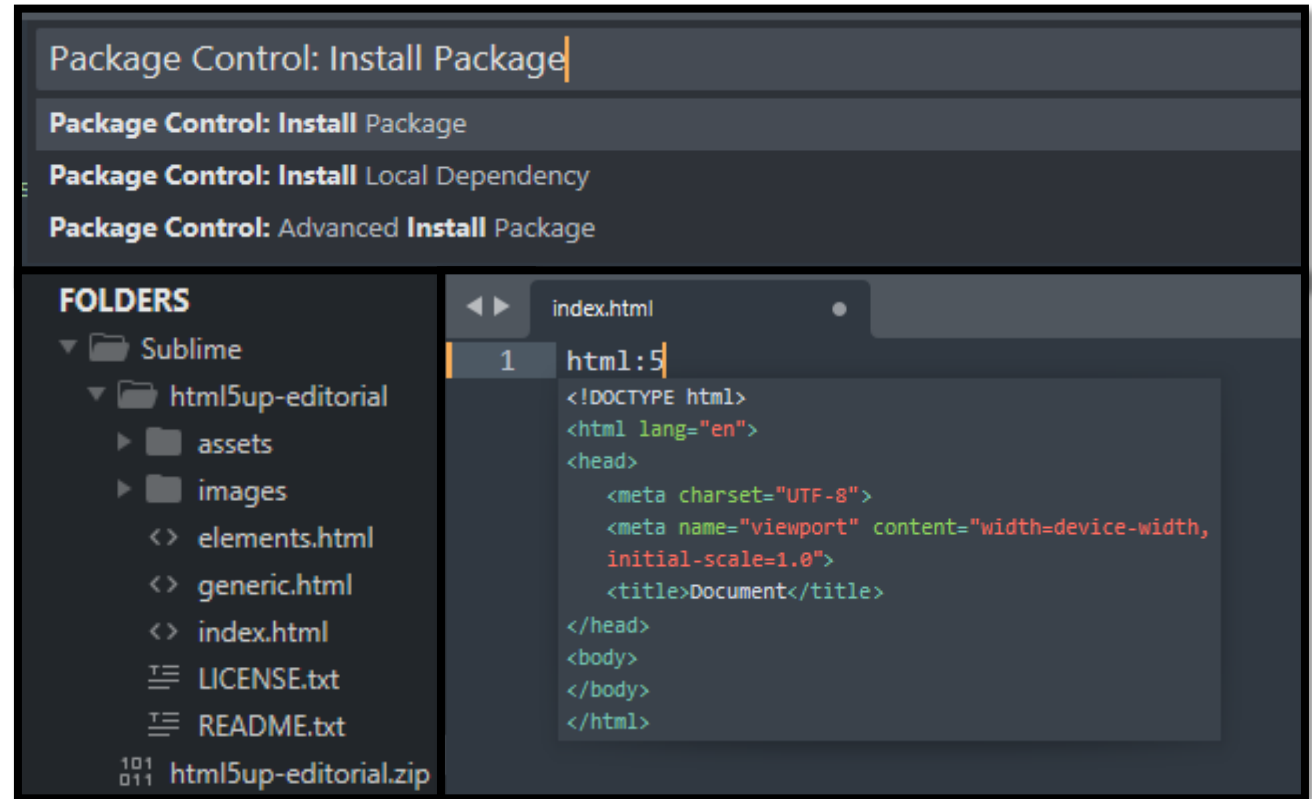 Package Control: Install Package
Package Control: Install Package
Package Control: Install Local Dependency
Package Control: Advanced Install Package
FOLDERS
Sublime
html5up-editorial
assets
images
elements.html
generic.html
index.html
LICENSE.txt
README.txt
html5up-editorial.zip
index.html
1 html:5
<!DOCTYPE html>
<html lang="en">
<head>
<meta charset="UTF-8">
<meta name="viewport" content="width=device-width,
initial-scale=1.0">
<title>Document</title>
</head>
<body>
</body>
</html>